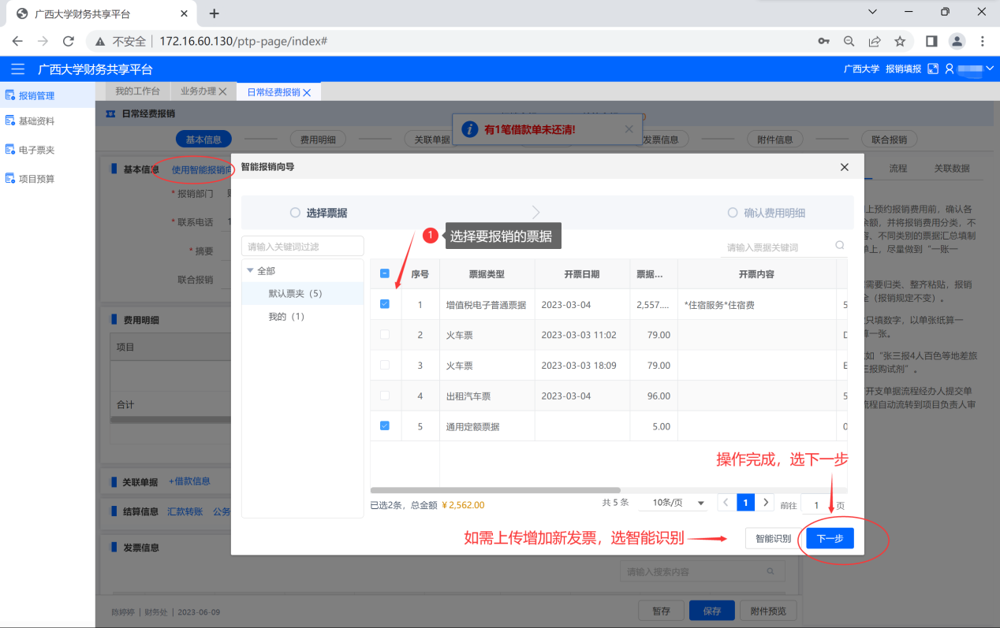 广西大学财务共享平台
不安全 172.16.60.130/ptp-page/index#
广西大学财务共享平台
广西大学 报销填报
报销管理
基础资料
电子票夹
项目预算
我的工作台 业务办理 日常经费报销
日常经费报销
有1笔借款单未还清!
基本信息 费用明细 关联单据 发票信息 附件信息 联合报销
基本信息 使用智能报销向
* 报销部门
* 联系电话 1
* 摘要
联合报销
费用明细
项目
合计
关联单据 +借款信息
结算信息 汇款转账 公务
发票信息
请输入搜索内容
陈婷婷 | 财务处 | 2023-06-09
暂存 保存 附件预览
智能报销向导
选择票据 确认费用明细
1 选择要报销的票据
请输入关键词过滤
请输入票据关键词
全部
默认票夹（5）
我的（1）
序号 票据类型 开票日期 票据... 开票内容
1 增值税电子普通票据 2023-03-04 2,557.... *住宿服务*住宿费 5
2 火车票 2023-03-03 11:02 79.00
3 火车票 2023-03-03 18:09 79.00 E
4 出租汽车票 2023-03-04 96.00 5
5 通用定额票据 5.00 0
操作完成，选下一步
已选2条，总金额 ￥2,562.00
共 5 条 10条/页 1 前往 1 页
如需上传增加新发票，选智能识别
智能识别 下一步
流程 关联数据
上预约报销费用前，确认各
余额，并将报销费用分类，不
、不同类别的票据汇总填制
单上，尽量做到“一账一
需要归类、整齐粘贴，报销
全（报销规定不变）。
只填数字，以单张纸算一
算一张。
如“张三报4人百色等地差旅
三报购试剂”。
开支单据流程经办人提交单
流程自动流转到项目负责人审